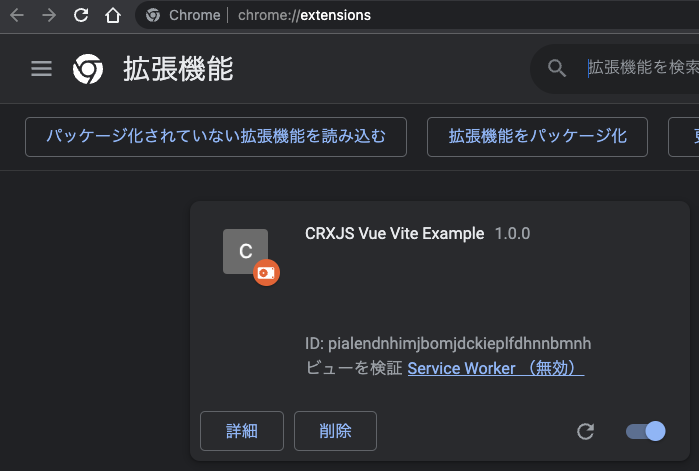 Chrome | chrome://extensions
拡張機能
拡張機能を検索
パッケージ化されていない拡張機能を読み込む
拡張機能をパッケージ化
C
CRXJS Vue Vite Example 1.0.0
ID: pialendnhimjbomjdckieplfdhnnbmnh
ビューを検証 Service Worker （無効）
詳細
削除